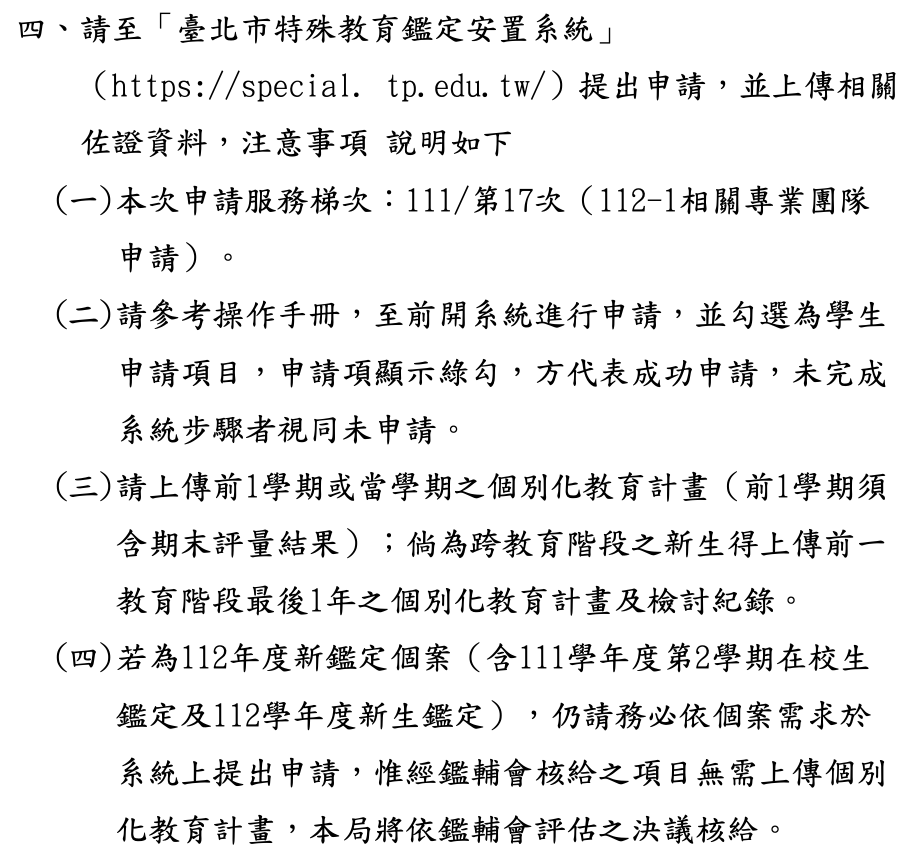 四、請至「臺北市特殊教育鑑定安置系統」
（https://special. tp.edu.tw/）提出申請，並上傳相關
佐證資料，注意事項 說明如下
(一)本次申請服務梯次：111/第17次（112-1相關專業團隊
申請）。
(二)請參考操作手冊，至前開系統進行申請，並勾選為學生
申請項目，申請項顯示綠勾，方代表成功申請，未完成
系統步驟者視同未申請。
(三)請上傳前1學期或當學期之個別化教育計畫（前1學期須
含期末評量結果）；倘為跨教育階段之新生得上傳前一
教育階段最後1年之個別化教育計畫及檢討紀錄。
(四)若為112年度新鑑定個案（含111學年度第2學期在校生
鑑定及112學年度新生鑑定），仍請務必依個案需求於
系統上提出申請，惟經鑑輔會核給之項目無需上傳個別
化教育計畫，本局將依鑑輔會評估之決議核給。